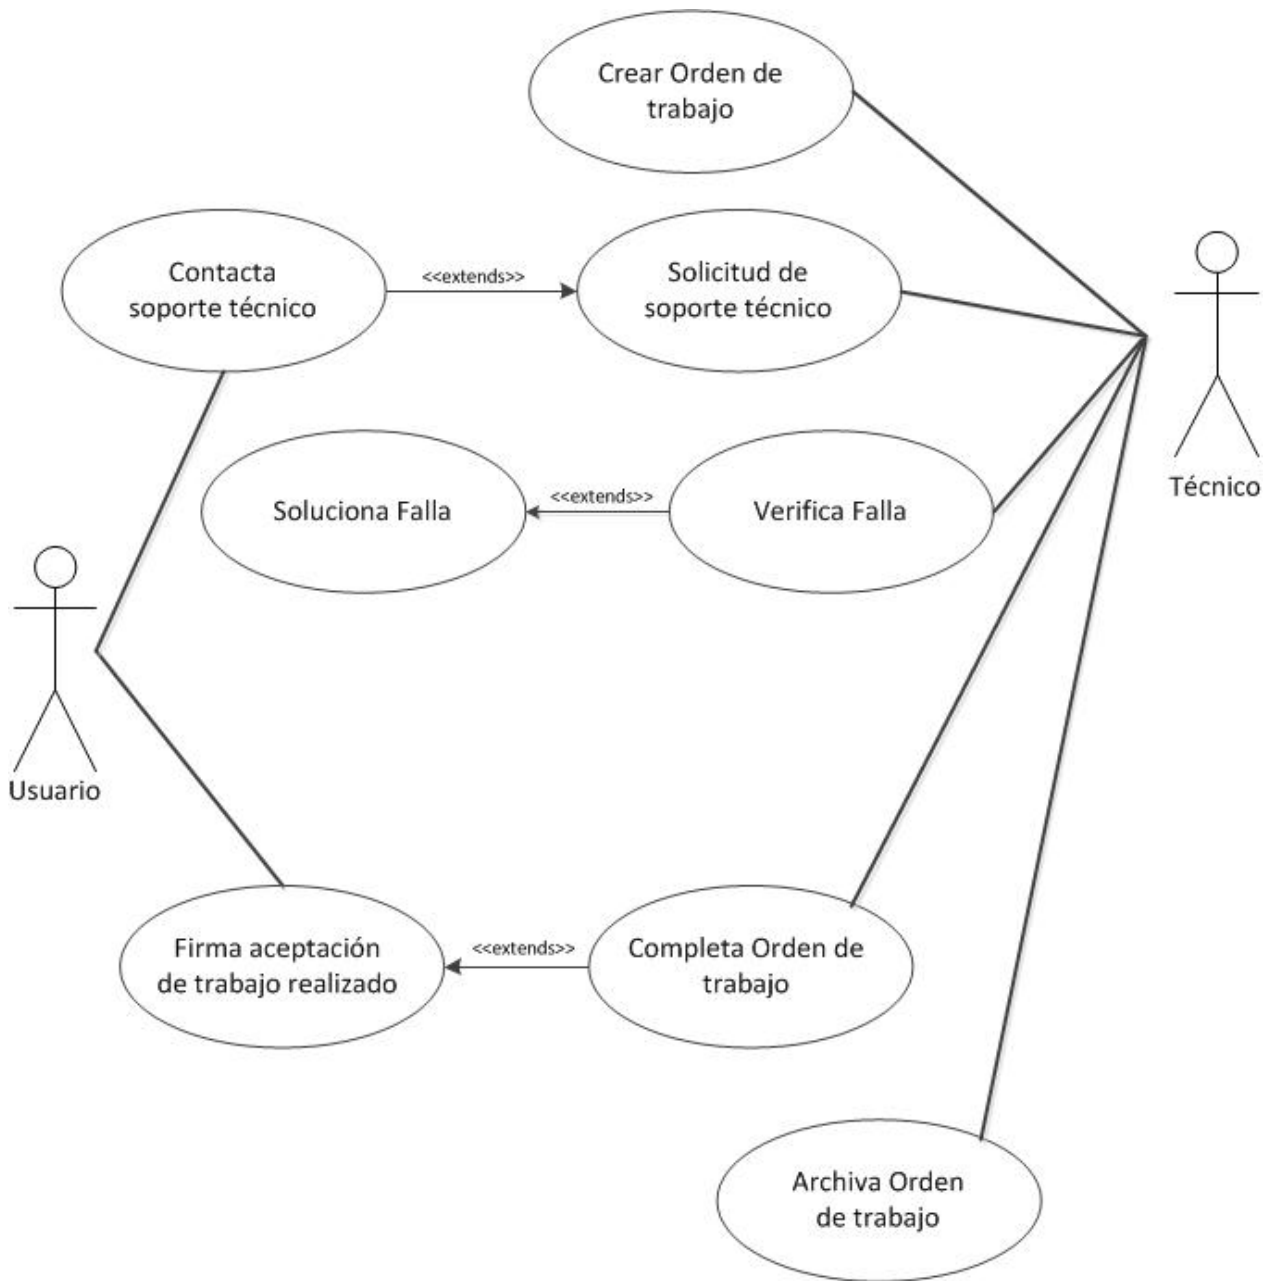 Crear Orden de
trabajo
Contacta
soporte técnico
<<extends>>
Solicitud de
soporte técnico
Técnico
Soluciona Falla
<<extends>>
Verifica Falla
Usuario
Firma aceptación
de trabajo realizado
<<extends>>
Completa Orden de
trabajo
Archiva Orden
de trabajo